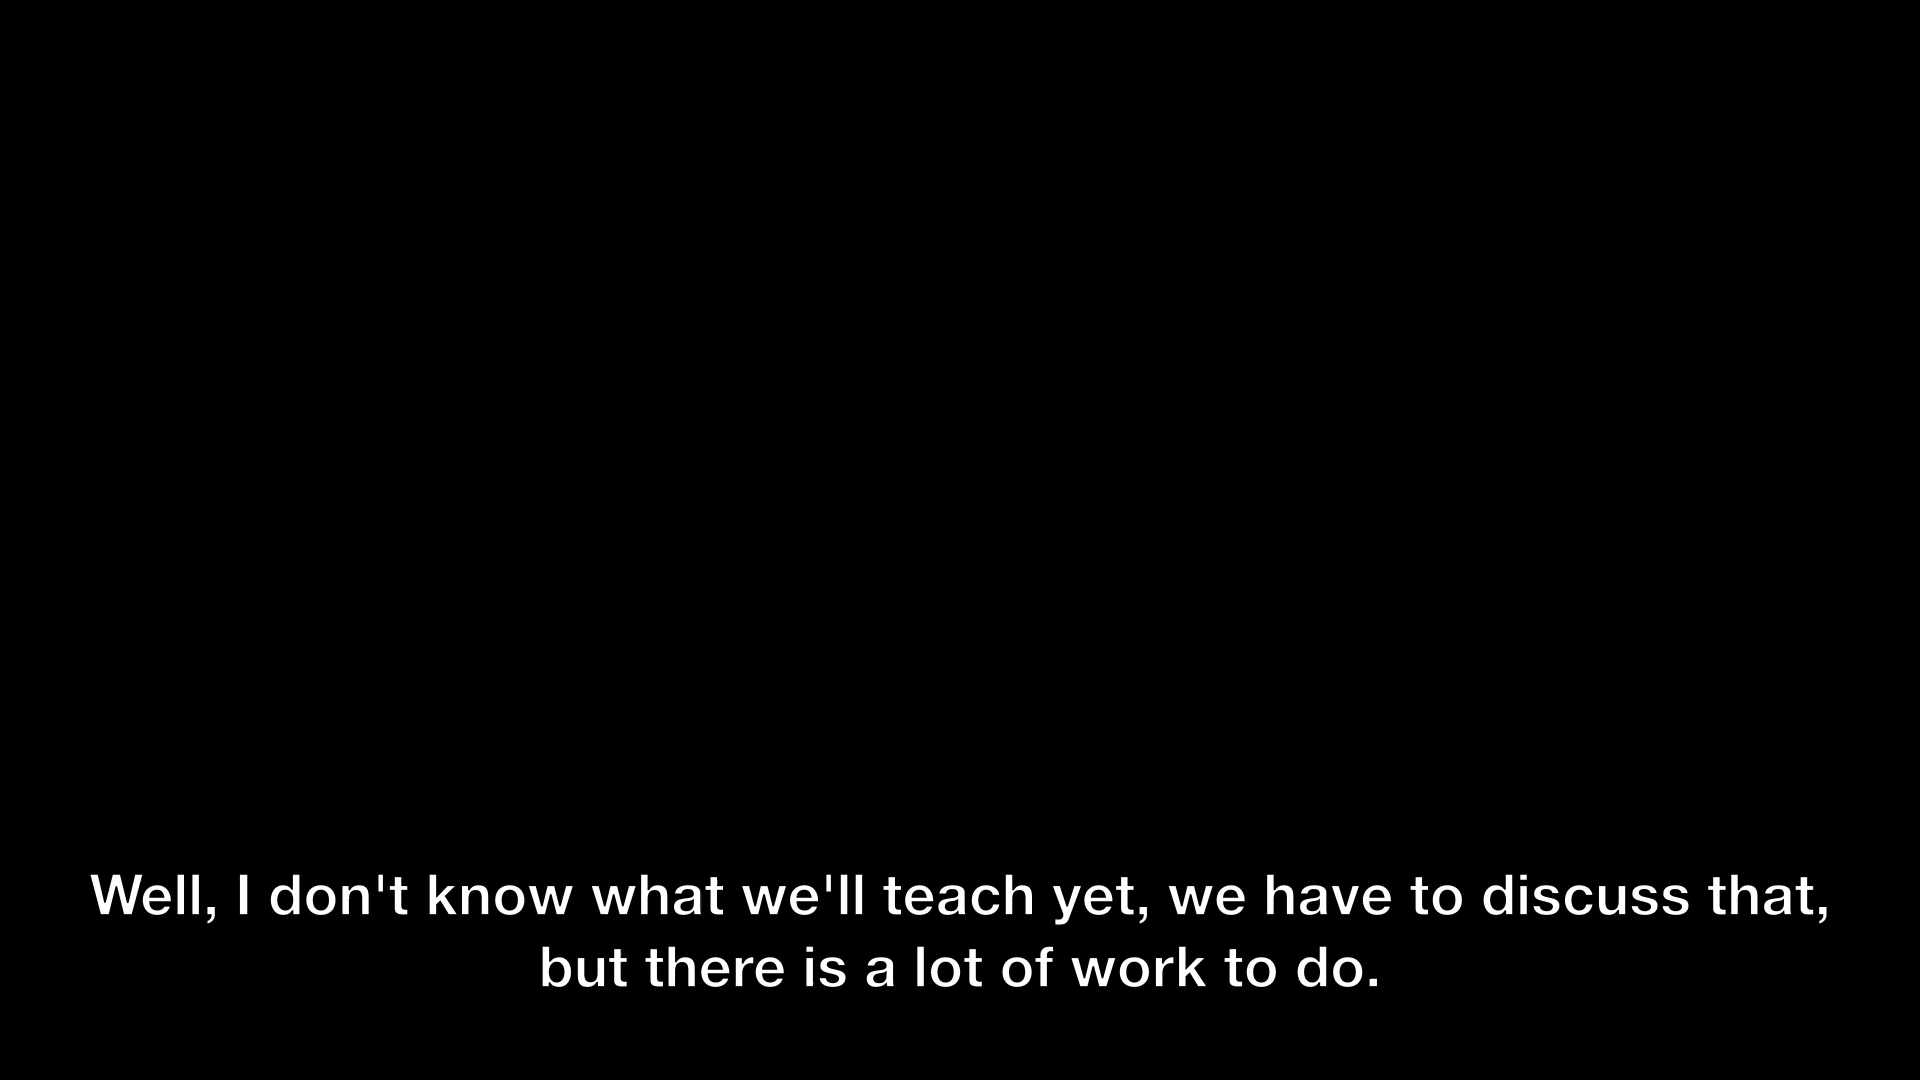 Well, I don't know what we'll teach yet, we have to discuss that,
but there is a lot of work to do.